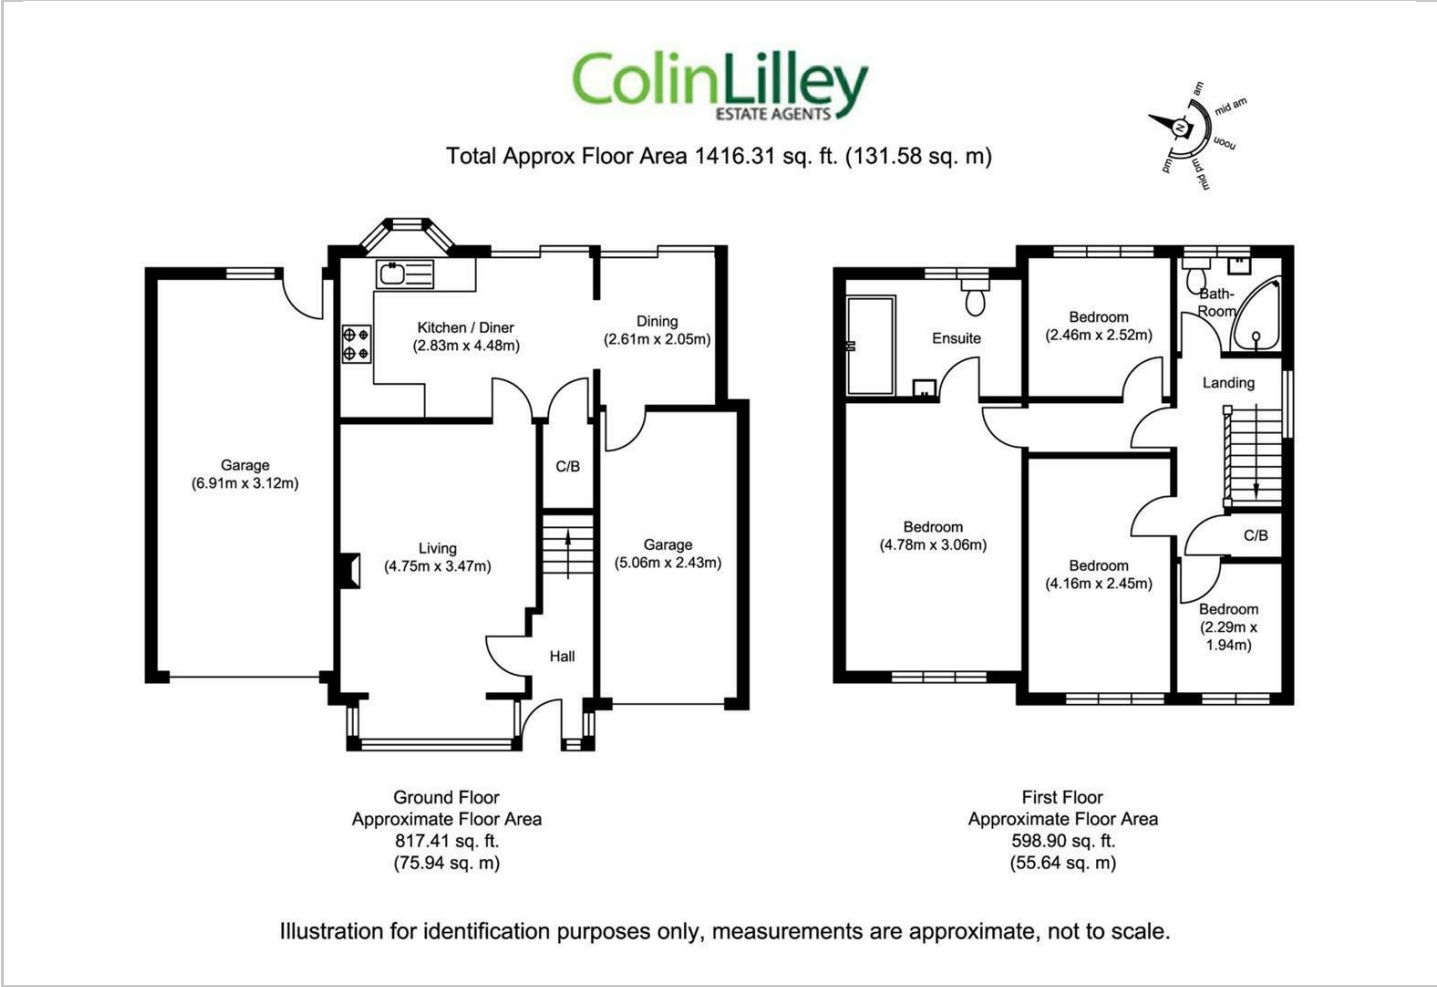 ColinLilley
ESTATE AGENTS
Total Approx Floor Area 1416.31 sq. ft. (131.58 sq. m)
N
am
mid am
noon
mid pm
pm
Kitchen / Diner
(2.83m x 4.48m)
Dining
(2.61m x 2.05m)
Garage
(6.91m x 3.12m)
C/B
Living
(4.75m x 3.47m)
Garage
(5.06m x 2.43m)
Hall
Ground Floor
Approximate Floor Area
817.41 sq. ft.
(75.94 sq. m)
Ensuite
Bedroom
(2.46m x 2.52m)
Bath-
Room
Landing
Bedroom
(4.78m x 3.06m)
C/B
Bedroom
(4.16m x 2.45m)
Bedroom
(2.29m x
1.94m)
First Floor
Approximate Floor Area
598.90 sq. ft.
(55.64 sq. m)
Illustration for identification purposes only, measurements are approximate, not to scale.